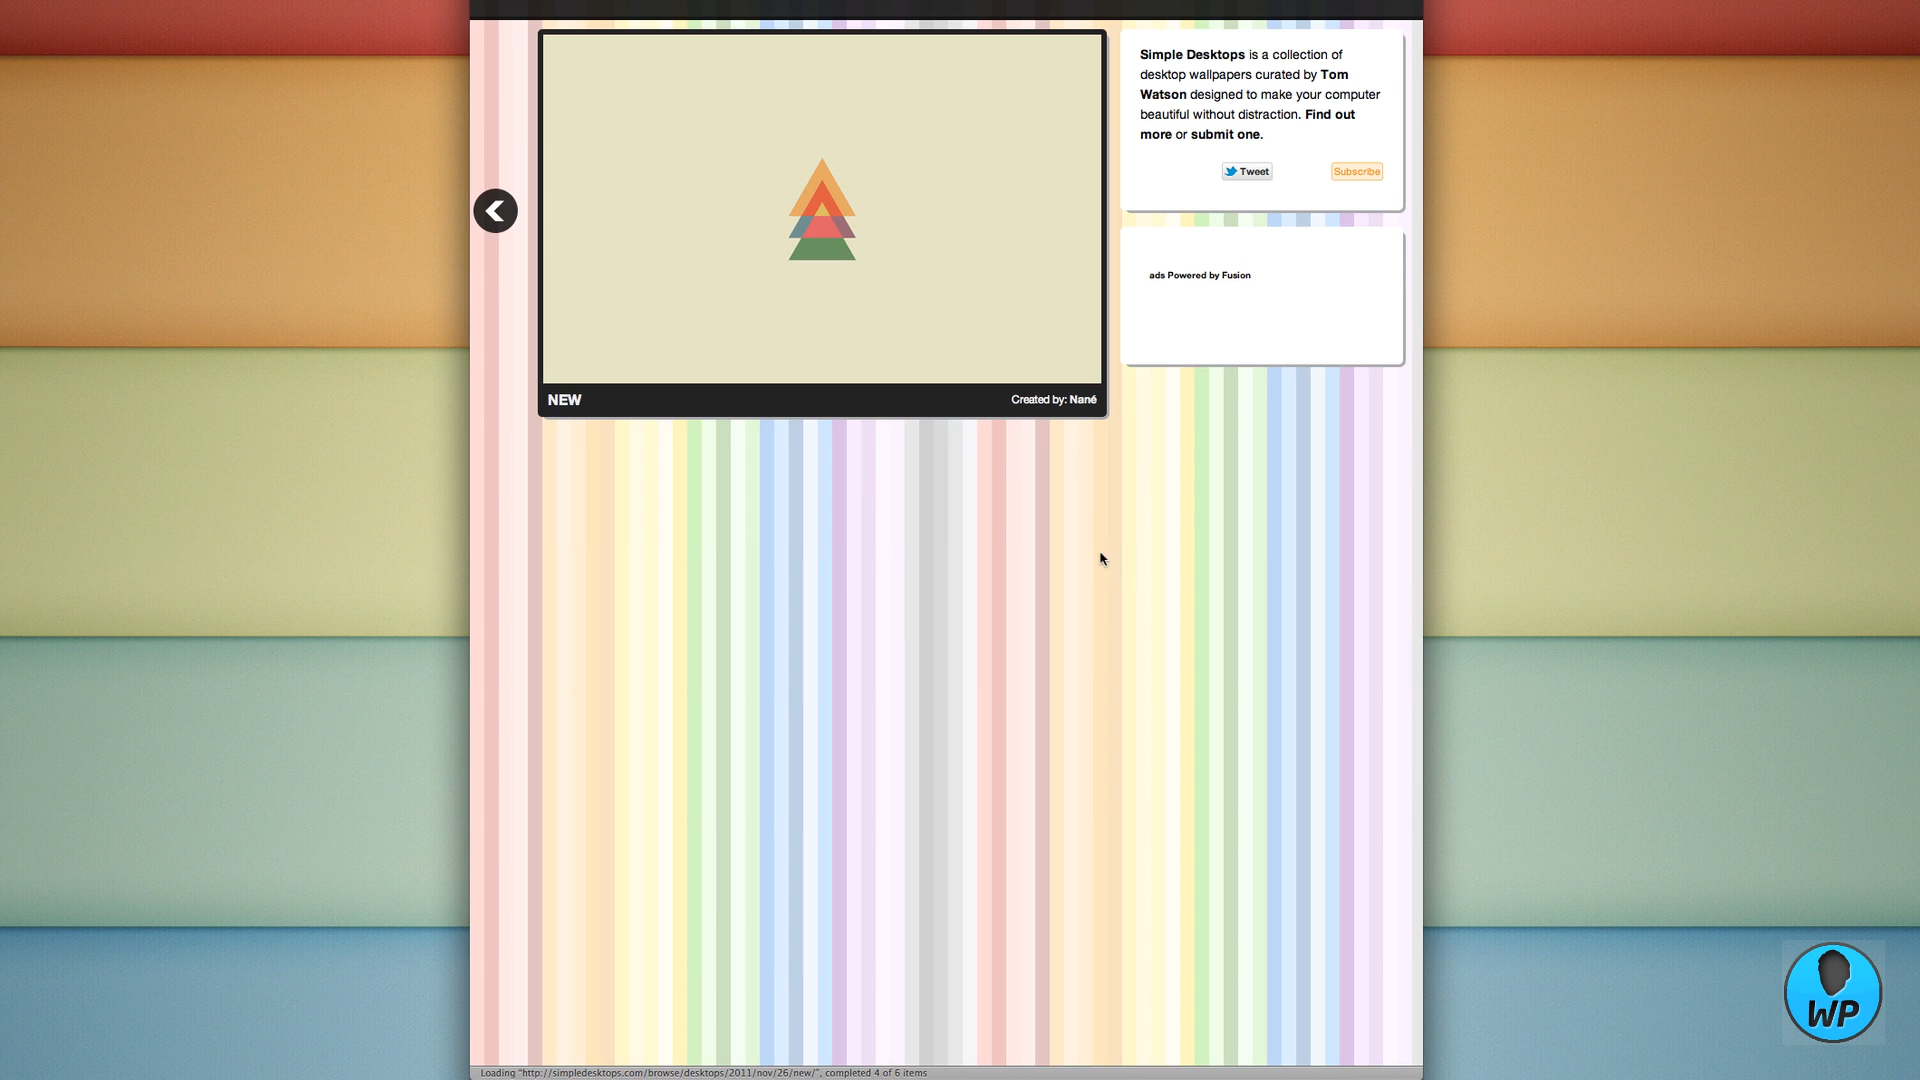 Simple Desktops is a collection of
desktop wallpapers curated by Tom
Watson designed to make your computer
beautiful without distraction. Find out
more or submit one.
Tweet
Subscribe
ads Powered by Fusion
NEW
Created by: Nané
WP
Loading "http://simpledesktops.com/browse/desktops/2011/nov/26/new/", completed 4 of 6 items